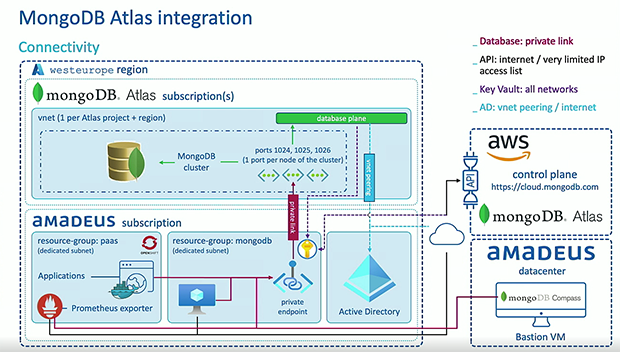 MongoDB Atlas integration
Connectivity
_ Database: private link
_ API: internet / very limited IP
access list
_ Key Vault: all networks
_ AD: vnet peering / internet
westeurope region
mongoDB® Atlas subscription(s)
vnet (1 per Atlas project + region)
database plane
MongoDB
cluster
ports 1024, 1025, 1026
(1 port per node of the cluster)
private link
vnet peering
aws
API
control plane
https://cloud.mongodb.com
mongoDB® Atlas
amadeus subscription
resource-group: paas
(dedicated subnet)
OPENSHIFT
resource-group: mongodb
(dedicated subnet)
Applications
Prometheus exporter
private
endpoint
Active Directory
amadeus
datacenter
mongoDB Compass
Bastion VM